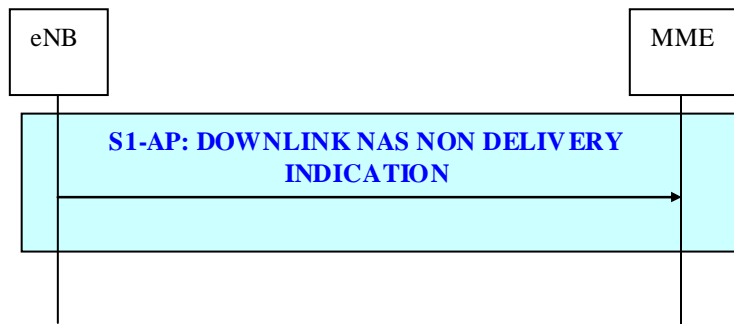 eNB
MME
S1-AP: DOWNLINK NAS NON DELIVERY
INDICATION